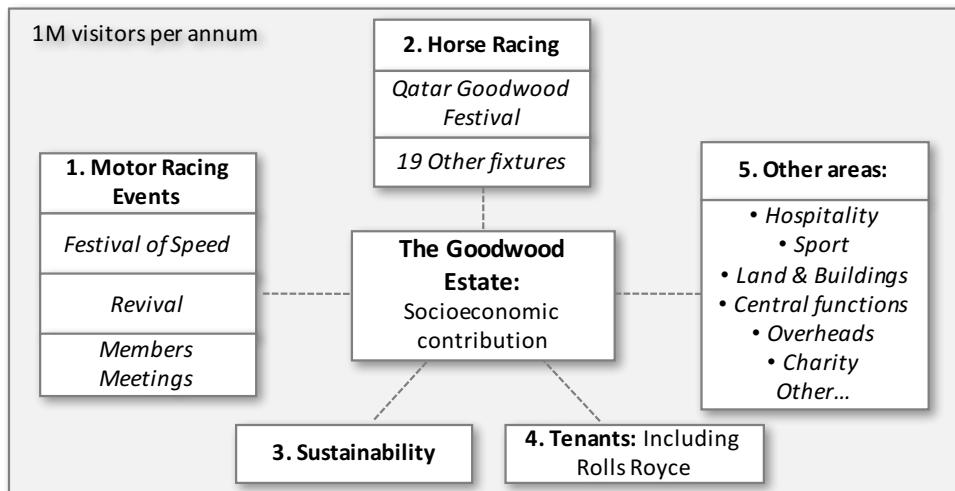 1M visitors per annum
2. Horse Racing
Qatar Goodwood
Festival
19 Other fixtures
1. Motor Racing
Events
Festival of Speed
Revival
Members
Meetings
The Goodwood
Estate:
Socioeconomic
contribution
5. Other areas:
• Hospitality
• Sport
• Land & Buildings
• Central functions
• Overheads
• Charity
Other...
3. Sustainability
4. Tenants: Including
Rolls Royce